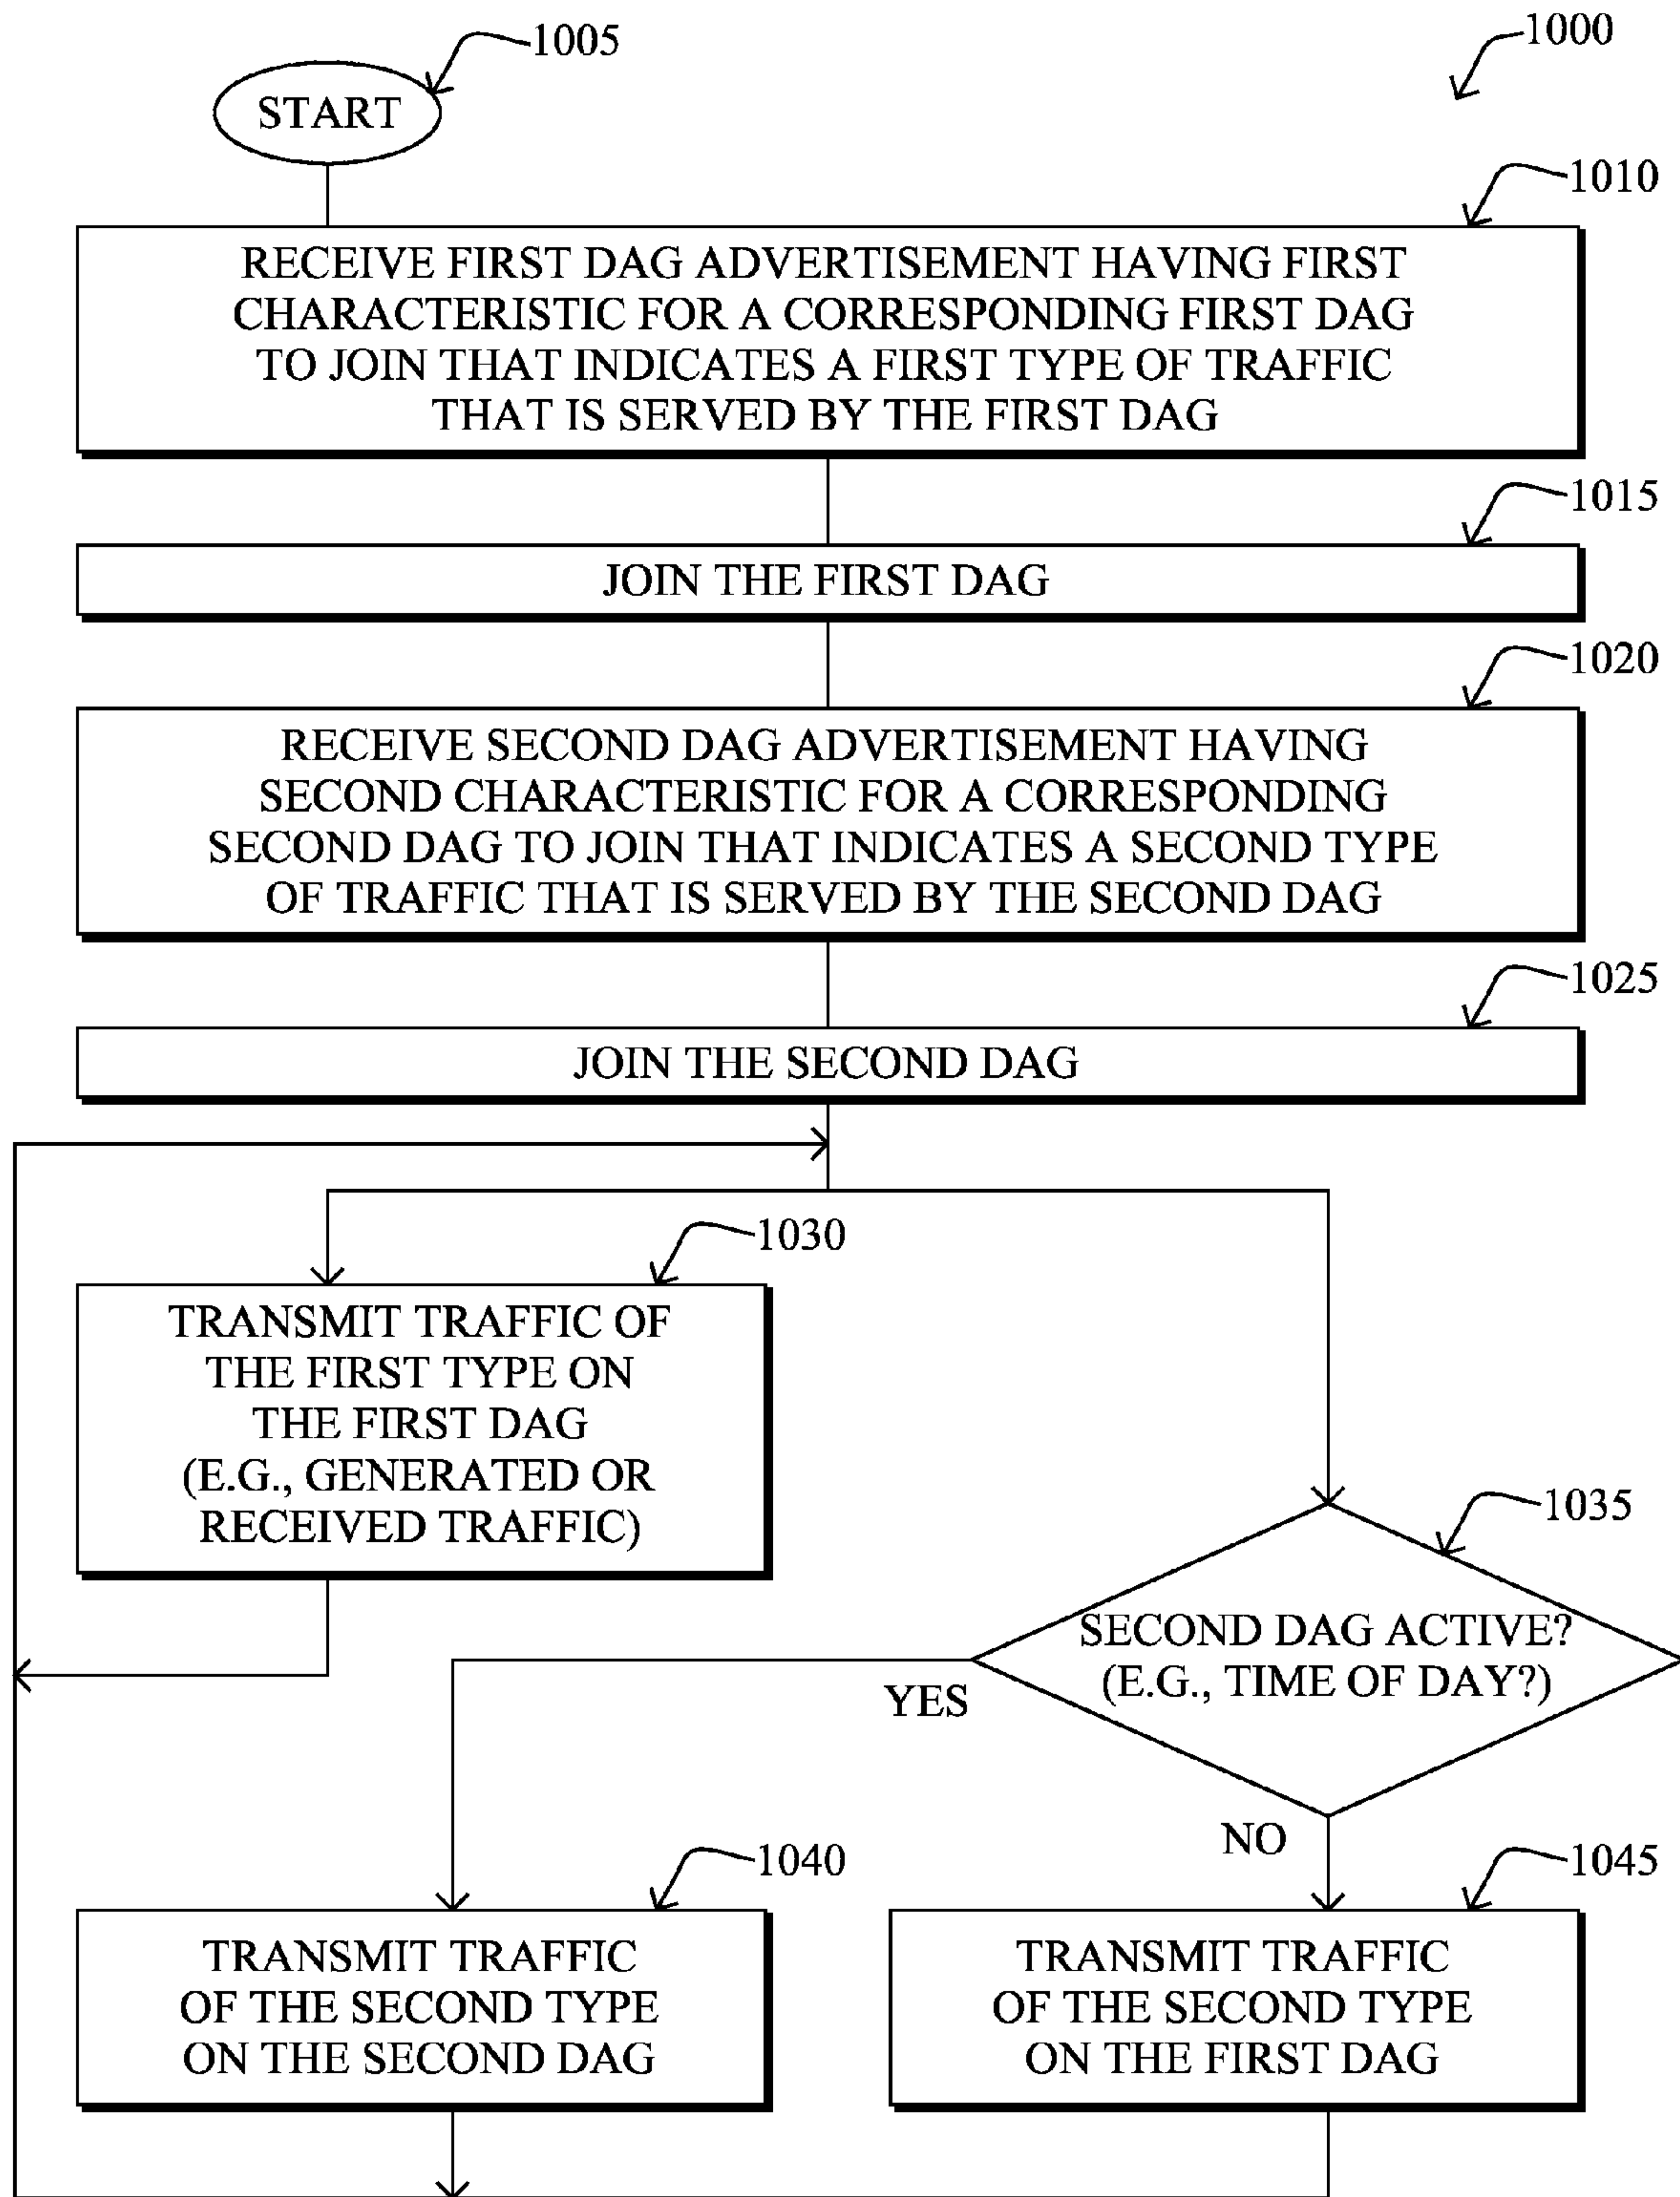 1005
1000
START
1010
RECEIVE FIRST DAG ADVERTISEMENT HAVING FIRST
CHARACTERISTIC FOR A CORRESPONDING FIRST DAG
TO JOIN THAT INDICATES A FIRST TYPE OF TRAFFIC
THAT IS SERVED BY THE FIRST DAG
1015
JOIN THE FIRST DAG
1020
RECEIVE SECOND DAG ADVERTISEMENT HAVING
SECOND CHARACTERISTIC FOR A CORRESPONDING
SECOND DAG TO JOIN THAT INDICATES A SECOND TYPE
OF TRAFFIC THAT IS SERVED BY THE SECOND DAG
1025
JOIN THE SECOND DAG
1030
TRANSMIT TRAFFIC OF
THE FIRST TYPE ON
THE FIRST DAG
(E.G., GENERATED OR
RECEIVED TRAFFIC)
1035
SECOND DAG ACTIVE?
(E.G., TIME OF DAY?)
YES
NO
1040
TRANSMIT TRAFFIC
OF THE SECOND TYPE
ON THE SECOND DAG
1045
TRANSMIT TRAFFIC
OF THE SECOND TYPE
ON THE FIRST DAG